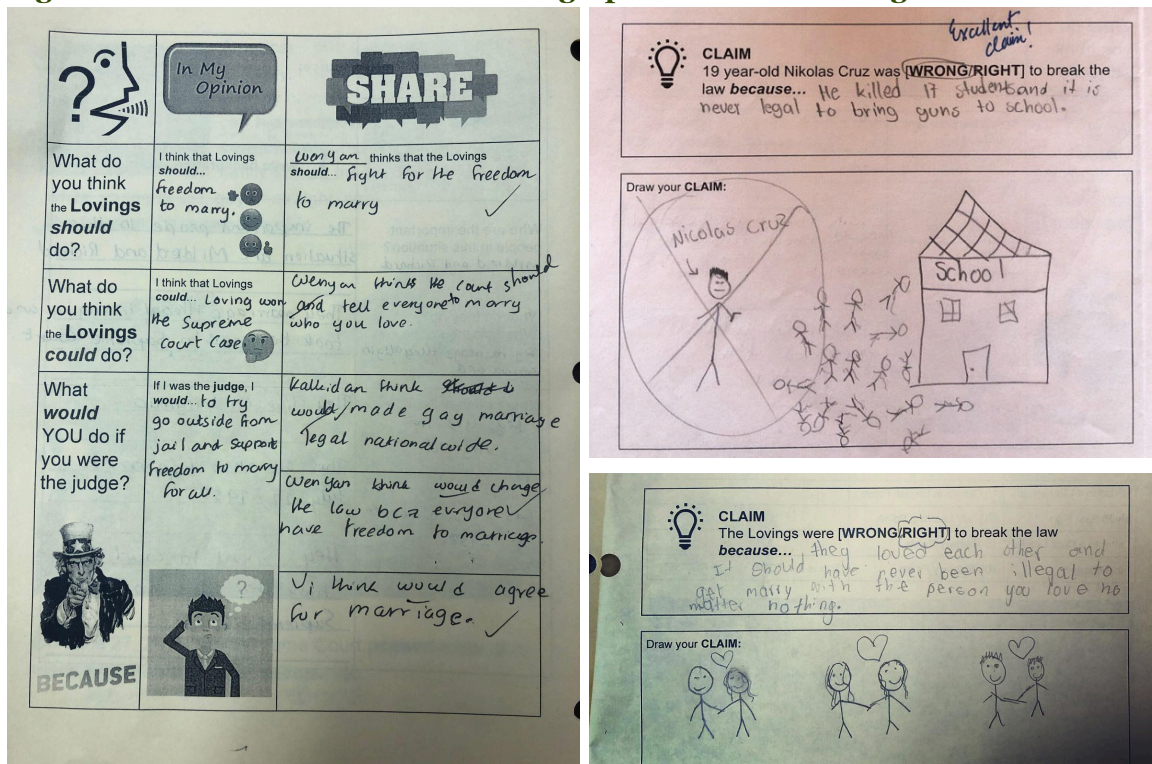 In My
Opinion
SHARE
What do
you think
the Lovings
should
do?
I think that Lovings
should...
freedom
to marry.
Wenyan thinks that the Lovings
should... fight for the freedom
to marry
What do
you think
the Lovings
could do?
I think that Lovings
could... Loving won
the Supreme
court case
Wenyan thinks the court should
and tell everyone to marry
who you love.
What
would
YOU do if
you were
the judge?
If I was the judge, I
would... to try
go outside from
jail and support
freedom to marry
for all.
Kalkidan think
would made gay marriage
legal nationalwide.
Wenyan think would change
the law bcz evryone
have freedom to marriage.
Vi think would agree
for marriage.
?
BECAUSE
Excellent
claim!
CLAIM
19 year-old Nikolas Cruz was [WRONG/RIGHT] to break the
law because... He killed 17 students and it is
never legal to bring guns to school.
Draw your CLAIM:
Nicolas Cruz
School
CLAIM
The Lovings were [WRONG/RIGHT] to break the law
because... they loved each other and
It should have never been illegal to
get marry with the person you love no
matter nothing.
Draw your CLAIM: